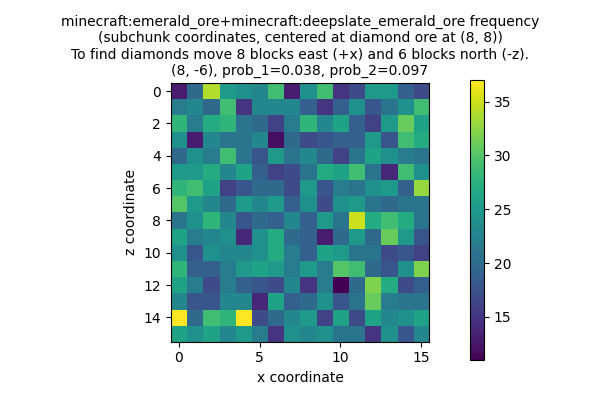 minecraft:emerald_ore+minecraft:deepslate_emerald_ore frequency
(subchunk coordinates, centered at diamond ore at (8, 8))
To find diamonds move 8 blocks east (+x) and 6 blocks north (-z).
(8, -6), prob_1=0.038, prob_2=0.097
0
2
4
6
8
10
12
14
z coordinate
0
5
10
15
x coordinate
35
30
25
20
15